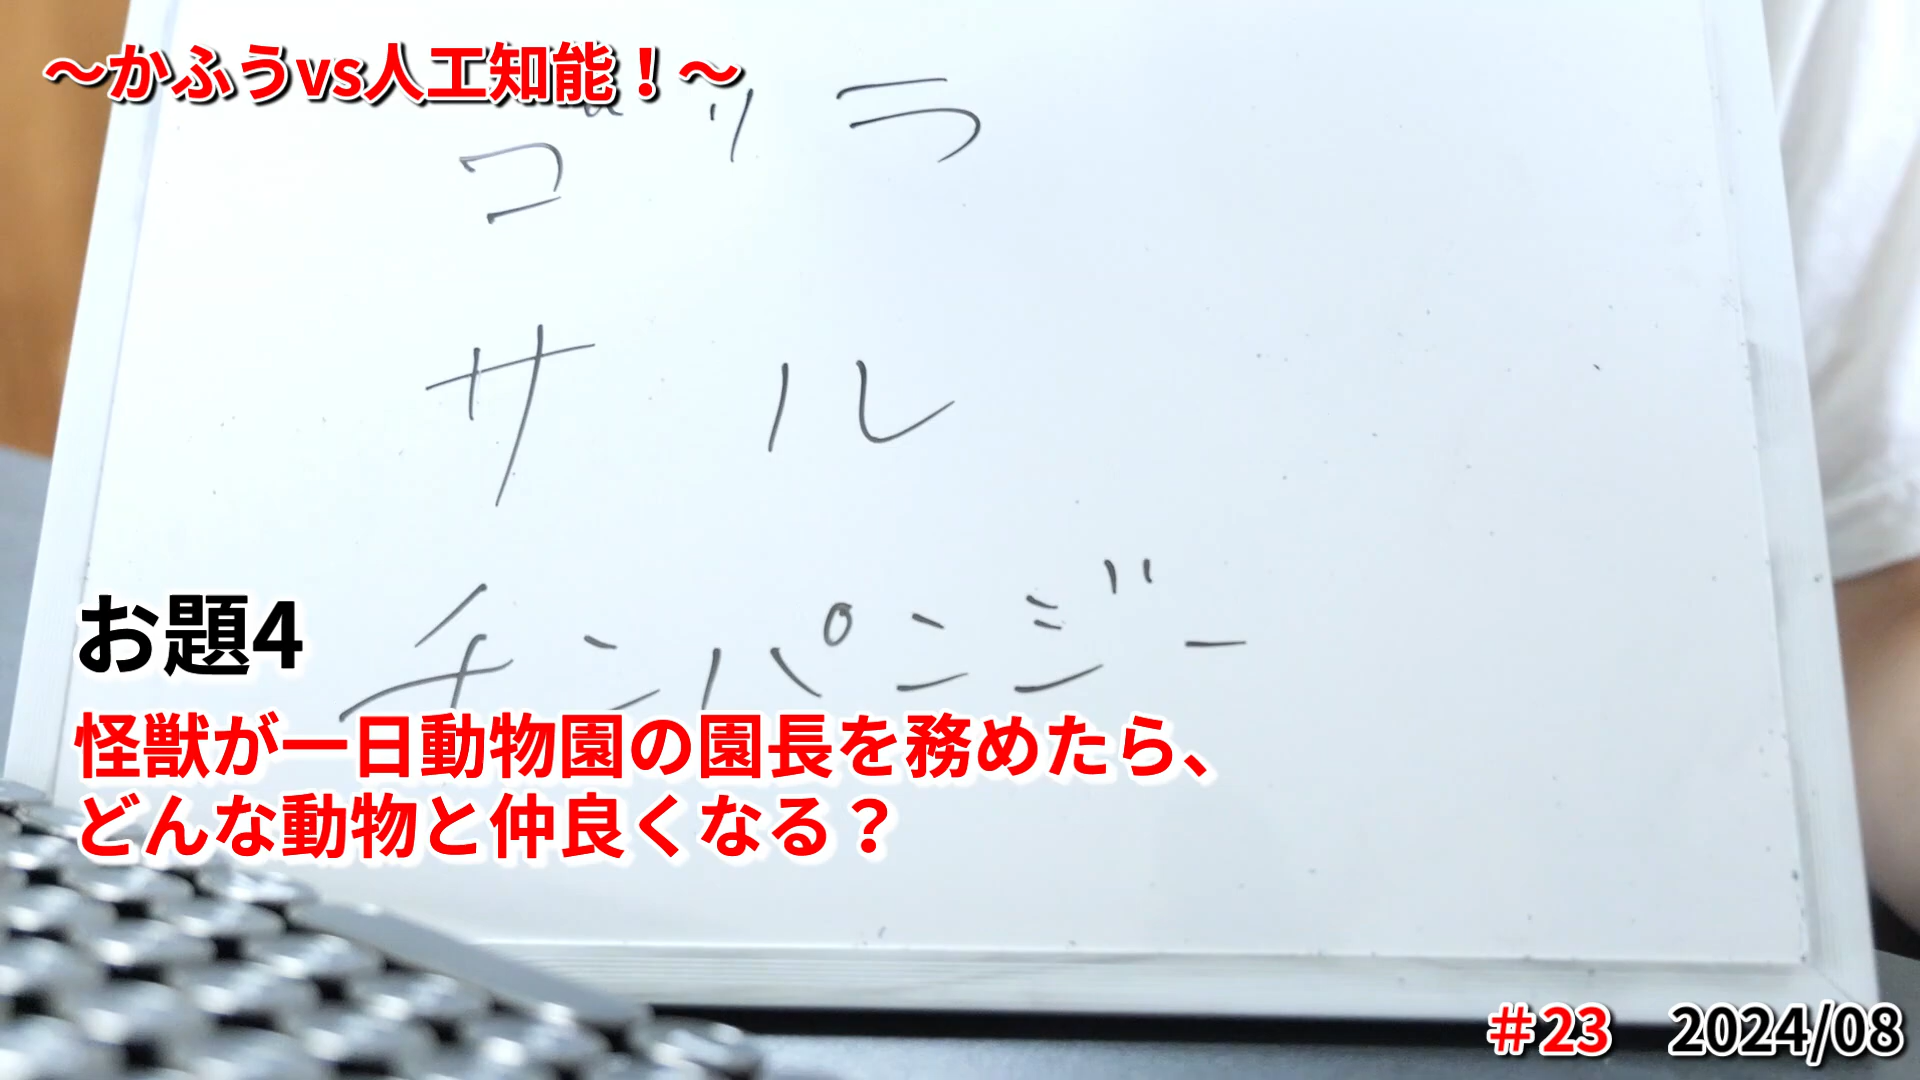 ～かふうvs人工知能！～
ゴリラ
サル
チンパンジー
お題4
怪獣が一日動物園の園長を務めたら、
どんな動物と仲良くなる？
＃23 2024/08